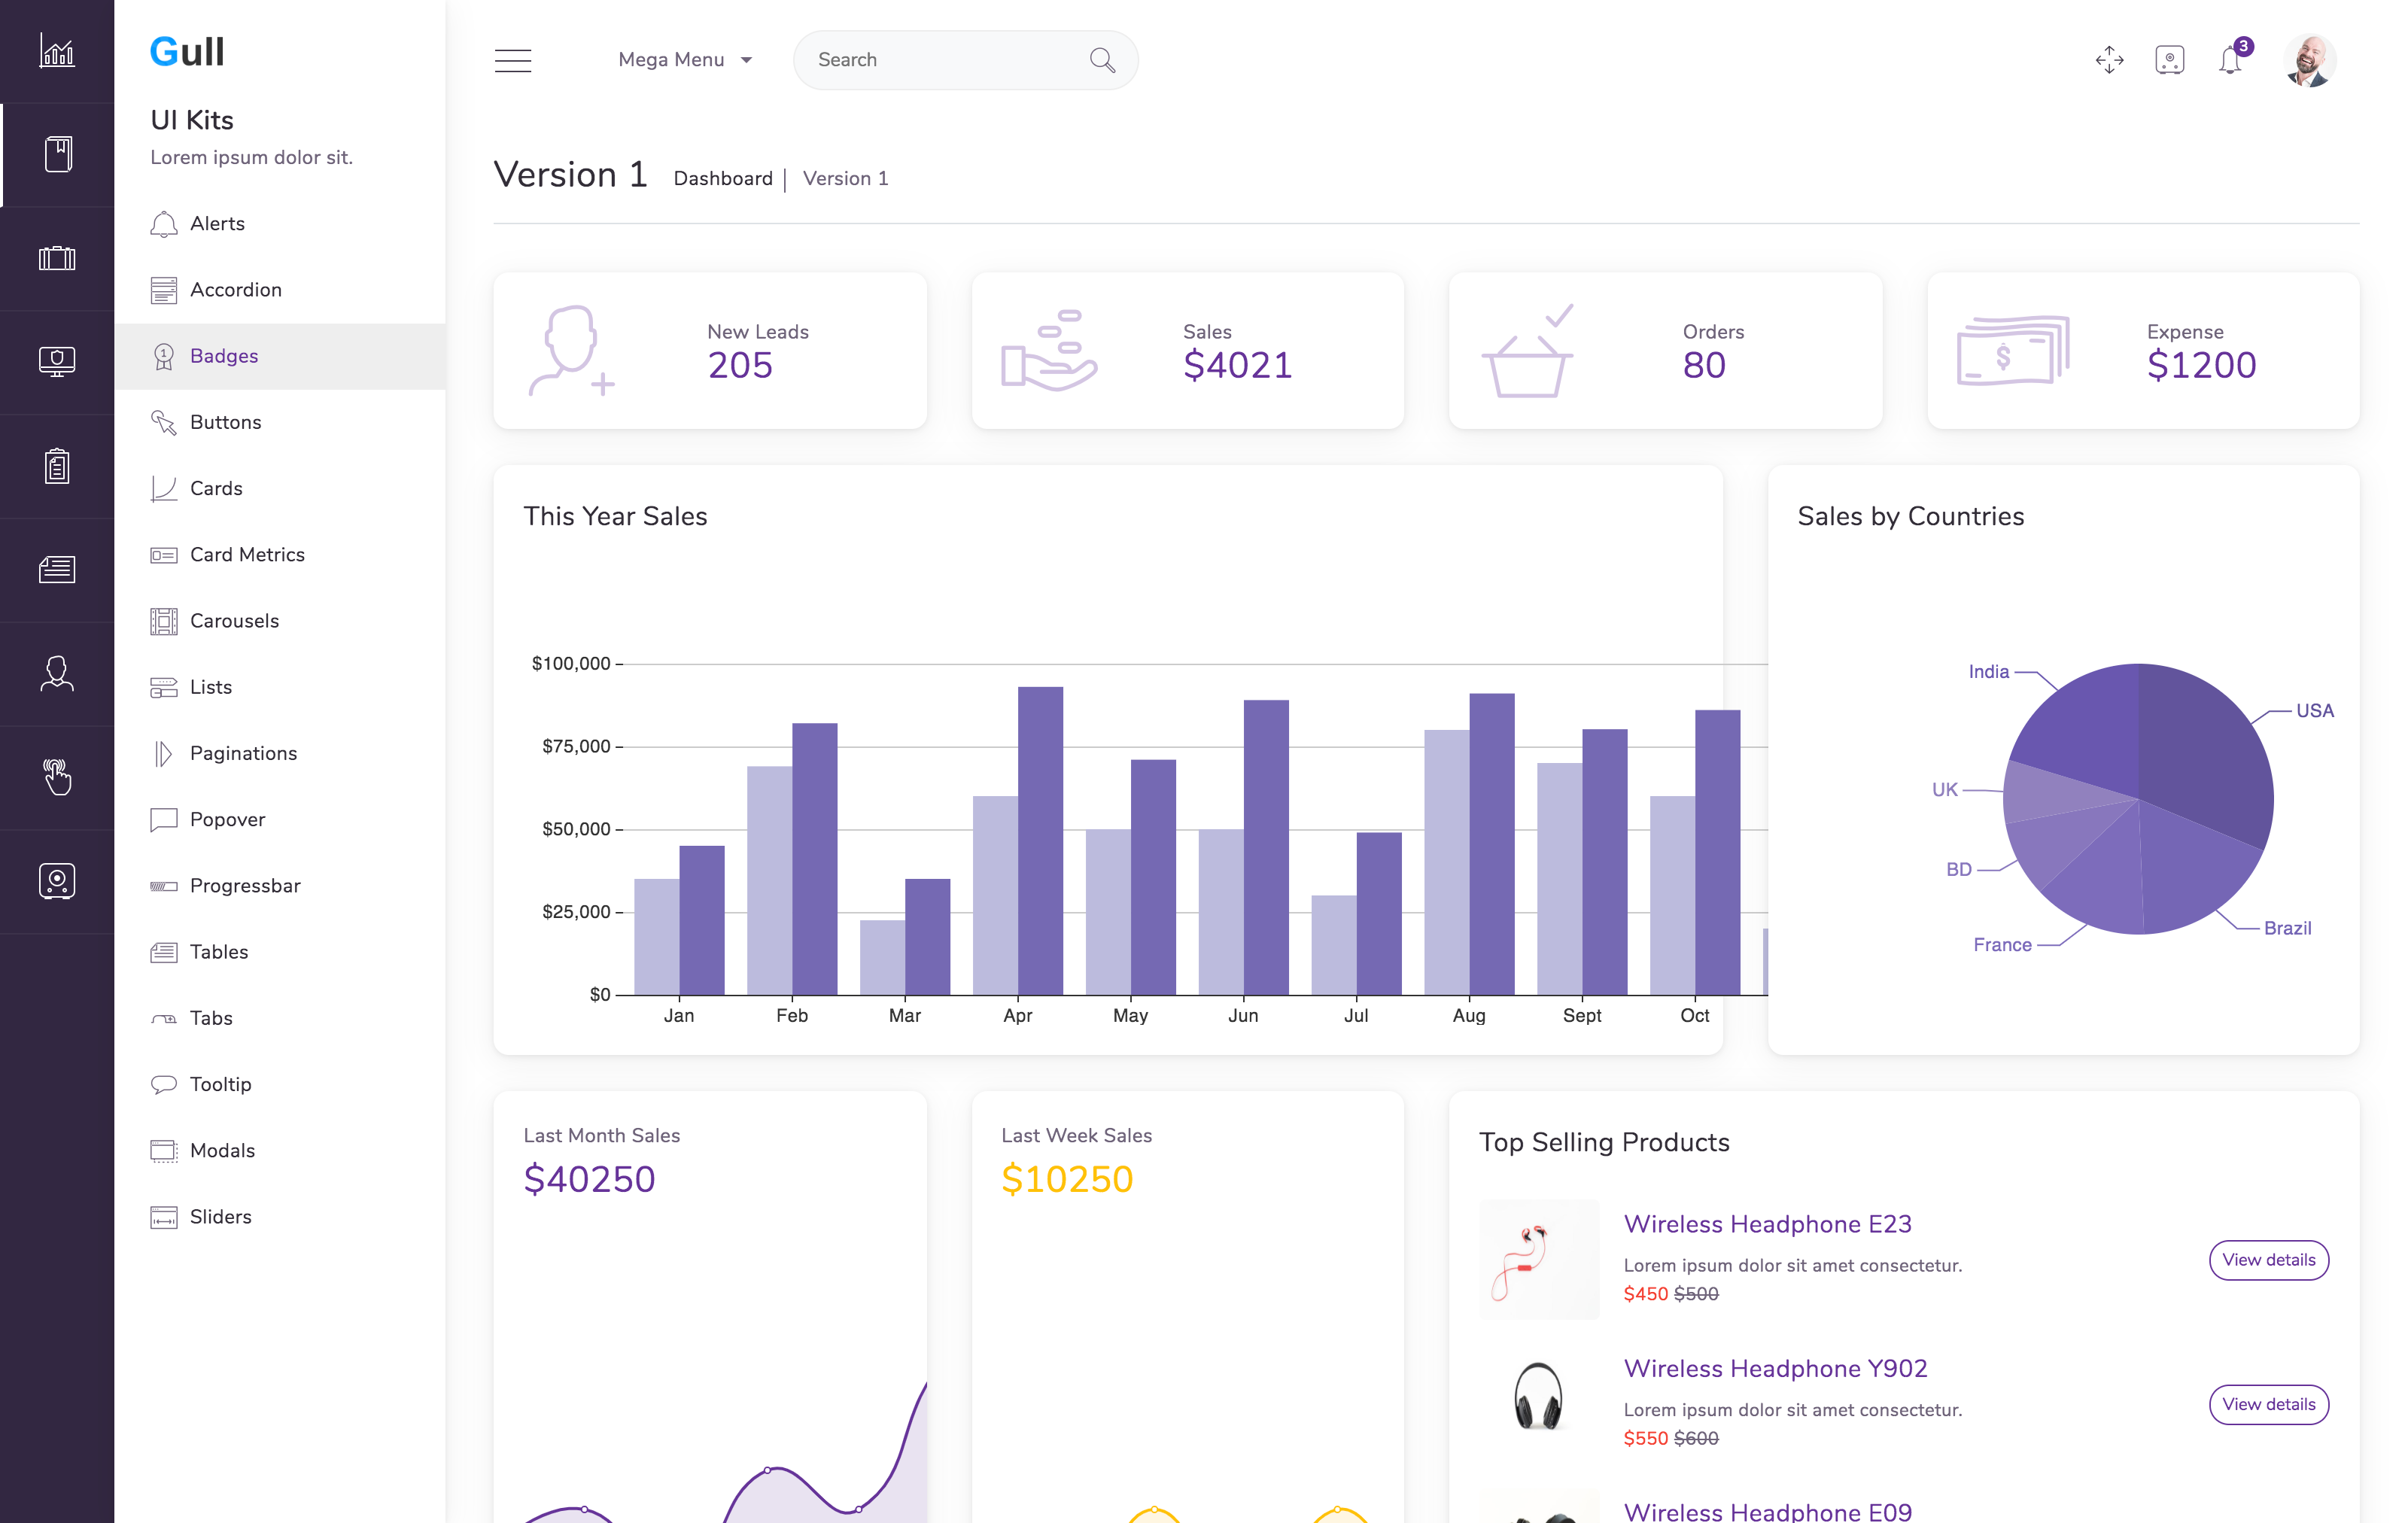 Gull
UI Kits
Lorem ipsum dolor sit.
Alerts
Accordion
1
Badges
Buttons
Cards
Card Metrics
Carousels
Lists
Paginations
Popover
Progressbar
Tables
Tabs
Tooltip
Modals
Sliders
Mega Menu
Search
3
Version 1
Dashboard
Version 1
New Leads
205
Sales
$4021
Orders
80
$
Expense
$1200
This Year Sales
$100,000
$75,000
$50,000
$25,000
$0
Jan Feb Mar Apr May Jun Jul Aug Sept Oct
Sales by Countries
India
USA
UK
BD
France
Brazil
Last Month Sales
$40250
Last Week Sales
$10250
Top Selling Products
Wireless Headphone E23
Lorem ipsum dolor sit amet consectetur.
$450 $500
View details
Wireless Headphone Y902
Lorem ipsum dolor sit amet consectetur.
$550 $600
View details
Wireless Headphone E09